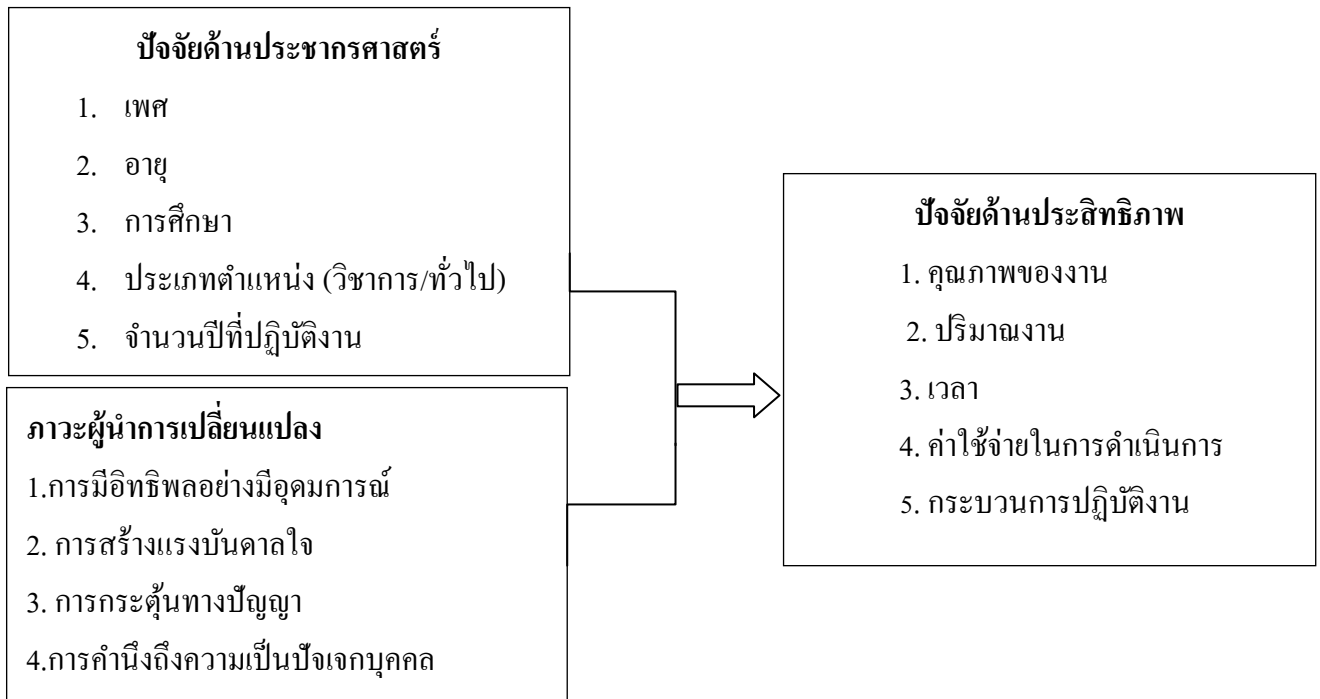 ปัจจัยด้านประชากรศาสตร์
1. เพศ
2. อายุ
3. การศึกษา
4. ประเภทตำแหน่ง (วิชาการ/ทั่วไป)
5. จำนวนปีที่ปฏิบัติงาน
ภาวะผู้นำการเปลี่ยนแปลง
1.การมีอิทธิพลอย่างมีอุดมการณ์
2. การสร้างแรงบันดาลใจ
3. การกระตุ้นทางปัญญา
4.การคำนึงถึงความเป็นปัจเจกบุคคล
ปัจจัยด้านประสิทธิภาพ
1. คุณภาพของงาน
2. ปริมาณงาน
3. เวลา
4. ค่าใช้จ่ายในการดำเนินการ
5. กระบวนการปฏิบัติงาน